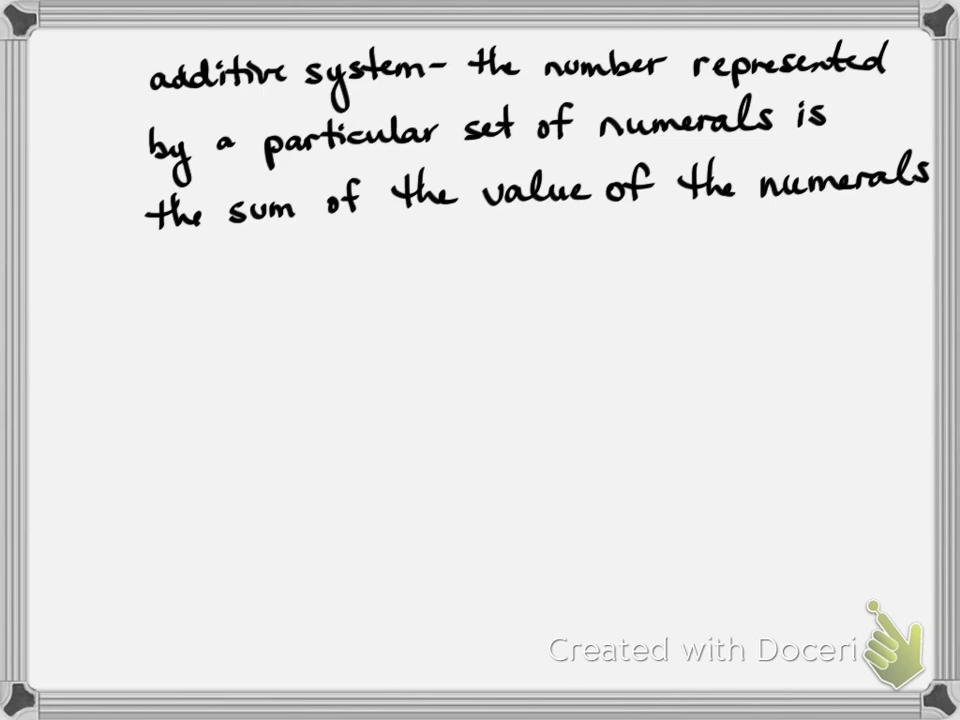 additive system - the number represented
by a particular set of numerals is
the sum of the value of the numerals
Created with Doceri